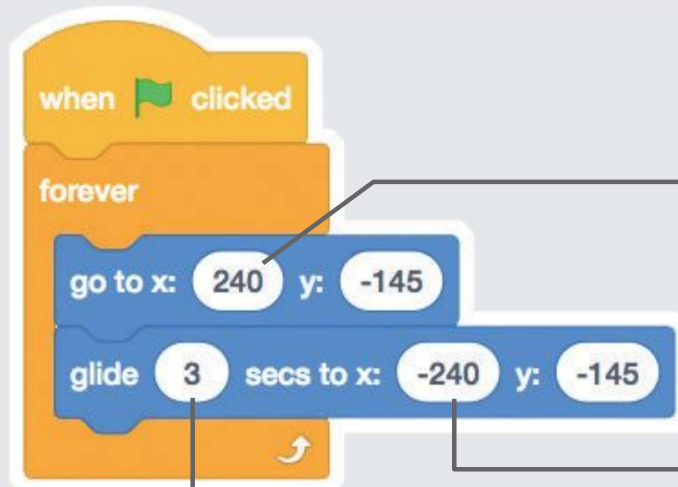 when clicked
forever
go to x: 240 y: -145
glide 3 secs to x: -240 y: -145